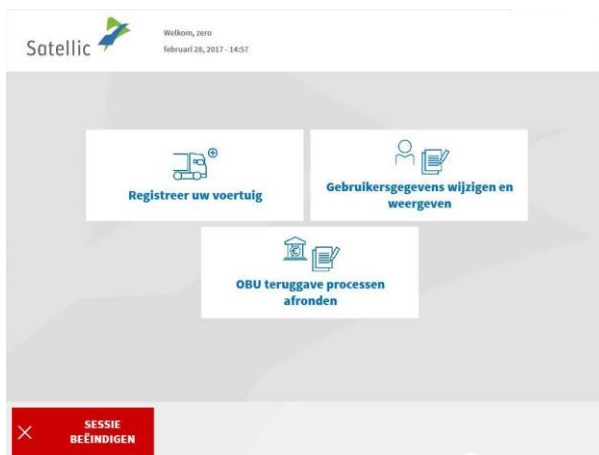 Satellic
Welkom, zero
februari 28, 2017 - 14:57
Registreer uw voertuig
Gebruikersgegevens wijzigen en
weergeven
OBU teruggave processen
afronden
SESSIE
BEËINDIGEN